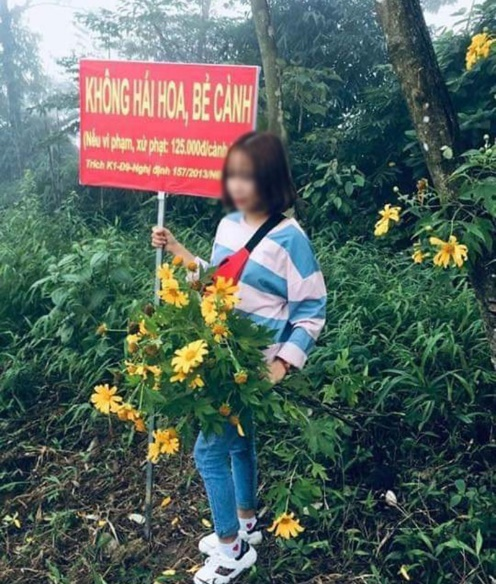 KHÔNG HÁI HOA, BẺ CÀNH
(Nếu vi phạm, xử phạt: 125.000đ/cành
Trích K1-Đ9-Nghị định 157/2013/NĐ